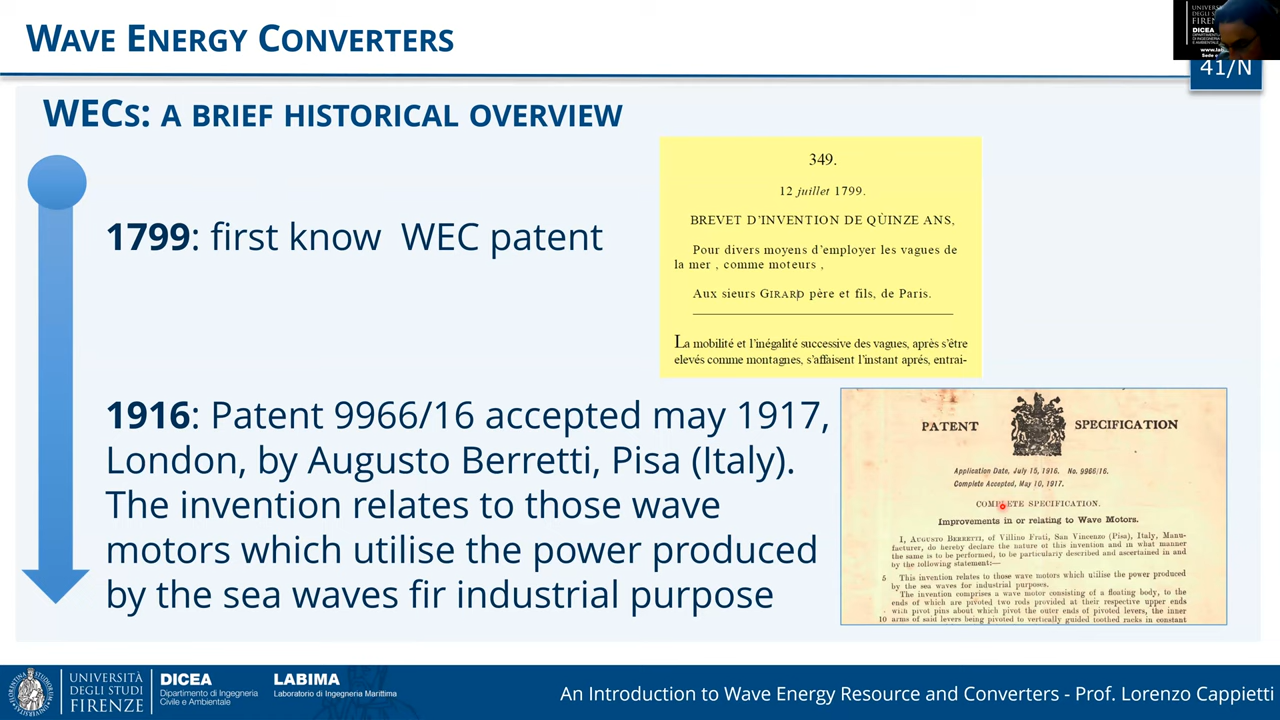 WAVE ENERGY CONVERTERS
UNIVERSI
DEGLI S
FIREN
DICEA
41/N
WECS: A BRIEF HISTORICAL OVERVIEW
1799: first know WEC patent
349.
12 juillet 1799.
BREVET D'INVENTION DE QÙINZE ANS,
Pour divers moyens d'employer les vagues de
la mer , comme moteurs ,
Aux sieurs GIRARD père et fils, de Paris.
La mobilité et l'inégalité successive des vagues, après s'être
elevés comme montagnes, s'affaisent l'instant aprés, entrai-
1916: Patent 9966/16 accepted may 1917,
London, by Augusto Berretti, Pisa (Italy).
The invention relates to those wave
motors which utilise the power produced
by the sea waves fir industrial purpose
PATENT SPECIFICATION
Application Date, July 15, 1916. No. 9966/16.
Complete Accepted, May 10, 1917.
COMPLETE SPECIFICATION.
Improvements in or relating to Wave Motors.
I, AUGUSTO BERRETTI, of Villino Frati, San Vincenzo (Pisa), Italy, Manu-
facturer, do hereby declare the nature of this invention and in what manner
the same is to be performed, to be particularly described and ascertained in and
by the following statement:—
5 This invention relates to those wave motors which utilise the power produced
by the sea waves for industrial purposes.
The invention comprises a wave motor consisting of a floating body, to the
ends of which are pivoted two rods provided at their respective upper ends
with pivot pins about which pivot the outer ends of pivoted levers, the inner
10 arms of said levers being pivoted to vertically guided toothed racks in constant
UNIVERSITÀ
DEGLI STUDI
FIRENZE
DICEA
Dipartimento di Ingegneria
Civile e Ambientale
LABIMA
Laboratorio di Ingegneria Marittima
An Introduction to Wave Energy Resource and Converters - Prof. Lorenzo Cappietti